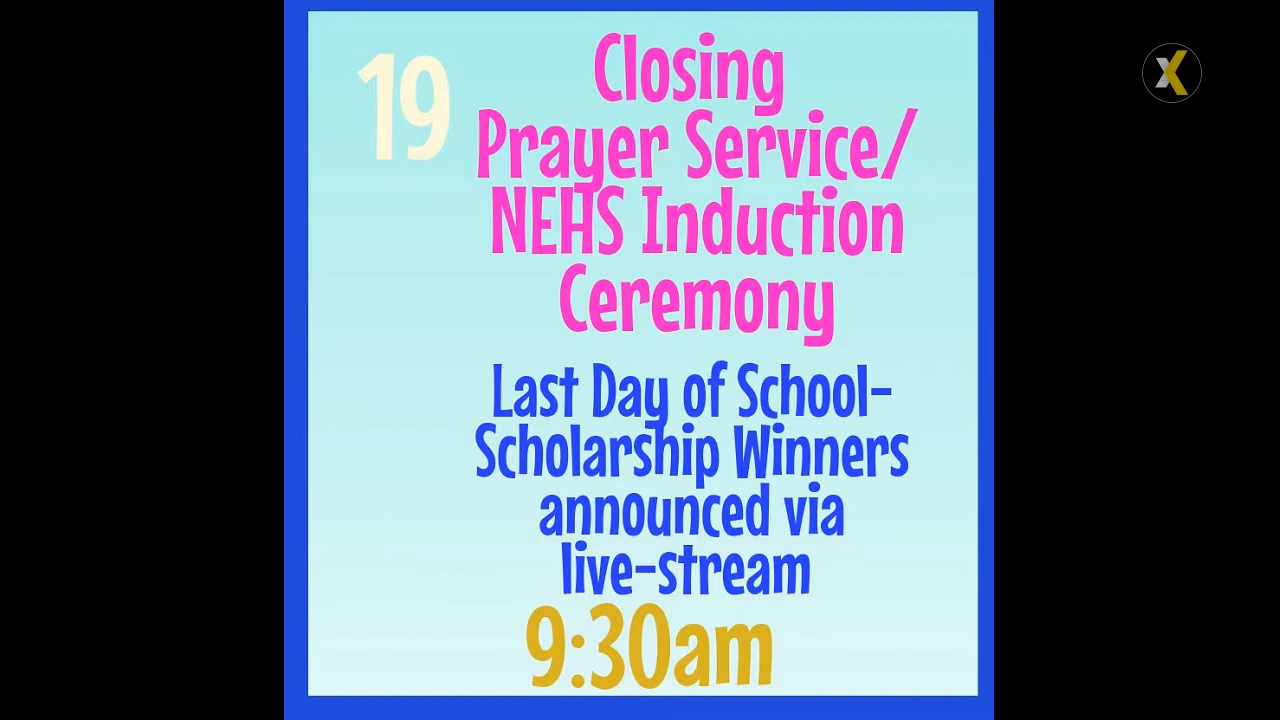 19
Closing
Prayer Service/
NEHS Induction
Ceremony
Last Day of School-
Scholarship Winners
announced via
live-stream
9:30am